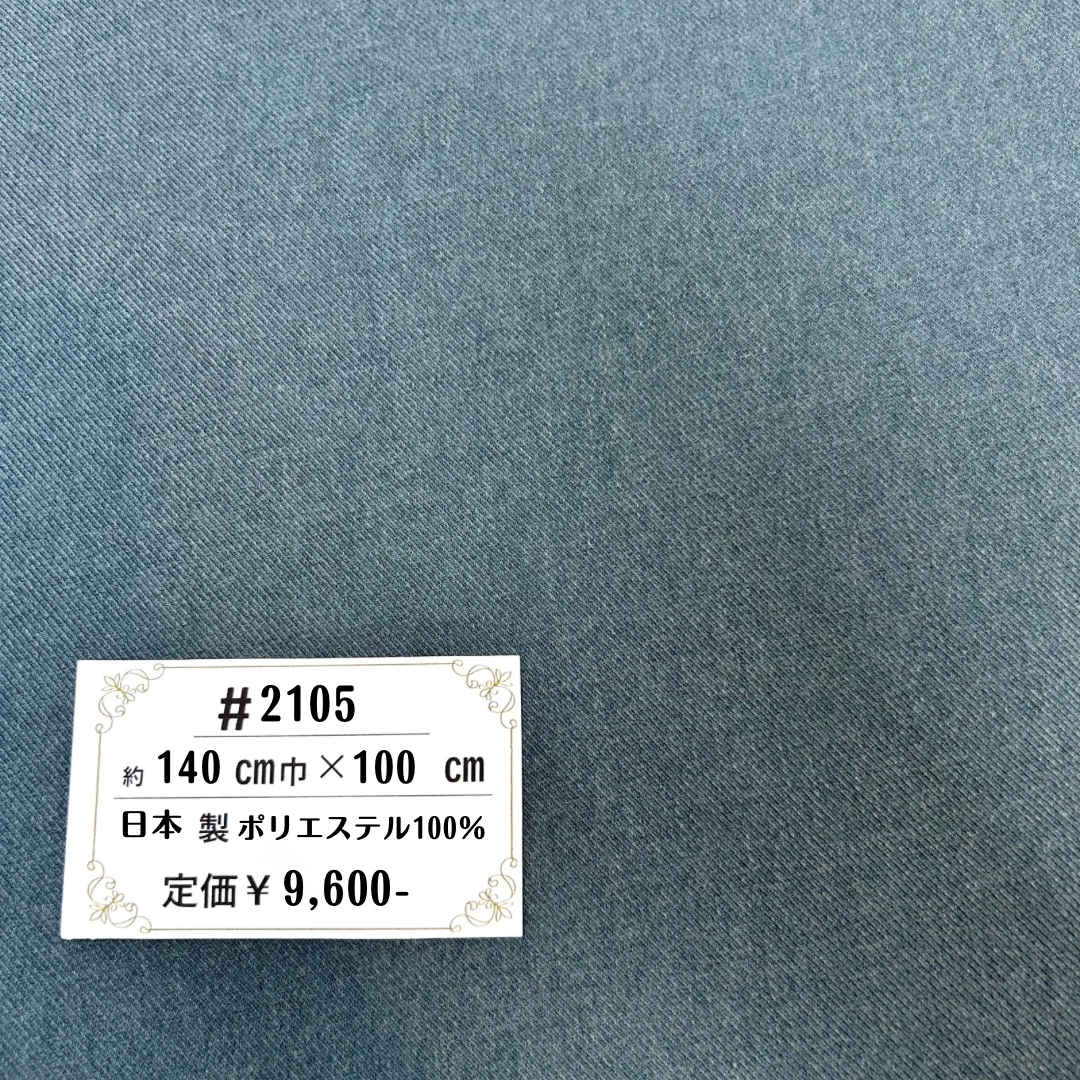 #2105
約 140 cm巾×100 cm
日本 製 ポリエステル100%
定価¥ 9,600-